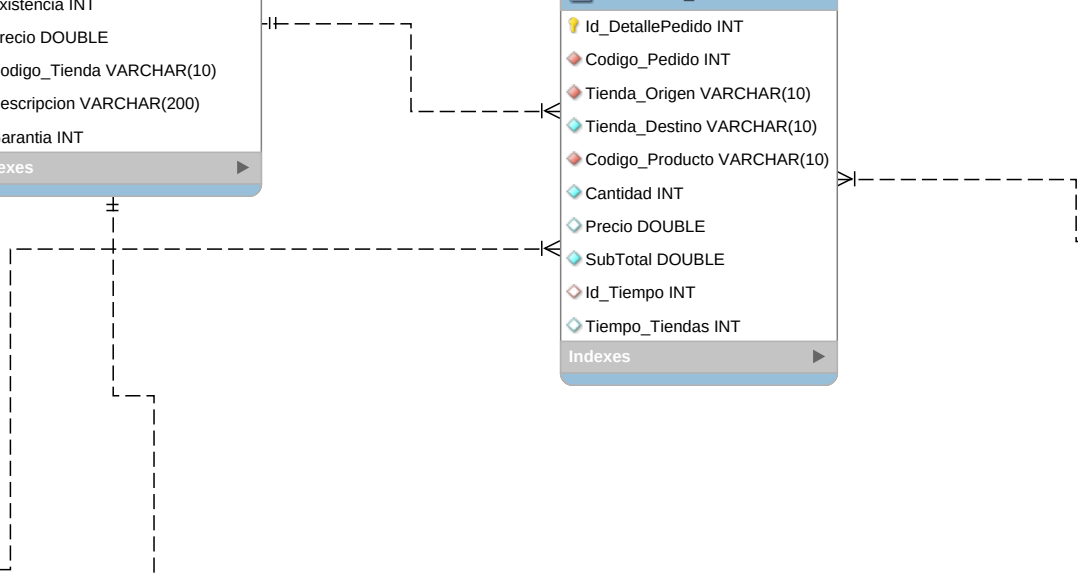 xistencia INT
recio DOUBLE
odigo_Tienda VARCHAR(10)
escripcion VARCHAR(200)
arantia INT
exes
Id_DetallePedido INT
Codigo_Pedido INT
Tienda_Origen VARCHAR(10)
Tienda_Destino VARCHAR(10)
Codigo_Producto VARCHAR(10)
Cantidad INT
Precio DOUBLE
SubTotal DOUBLE
Id_Tiempo INT
Tiempo_Tiendas INT
Indexes